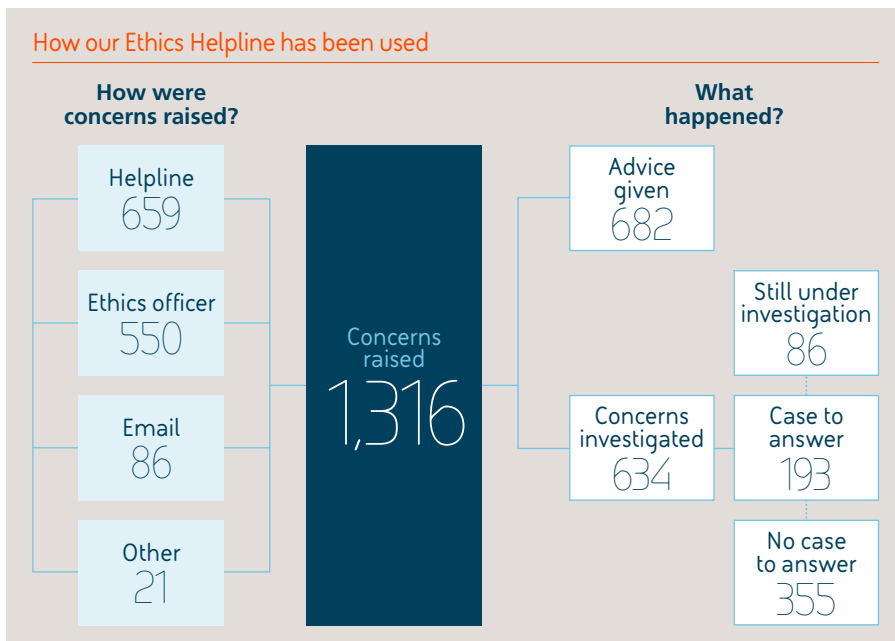 How our Ethics Helpline has been used
How were
concerns raised?
Helpline
659
Ethics officer
550
Email
86
Other
21
Concerns
raised
1,316
What
happened?
Advice
given
682
Concerns
investigated
634
Still under
investigation
86
Case to
answer
193
No case
to answer
355